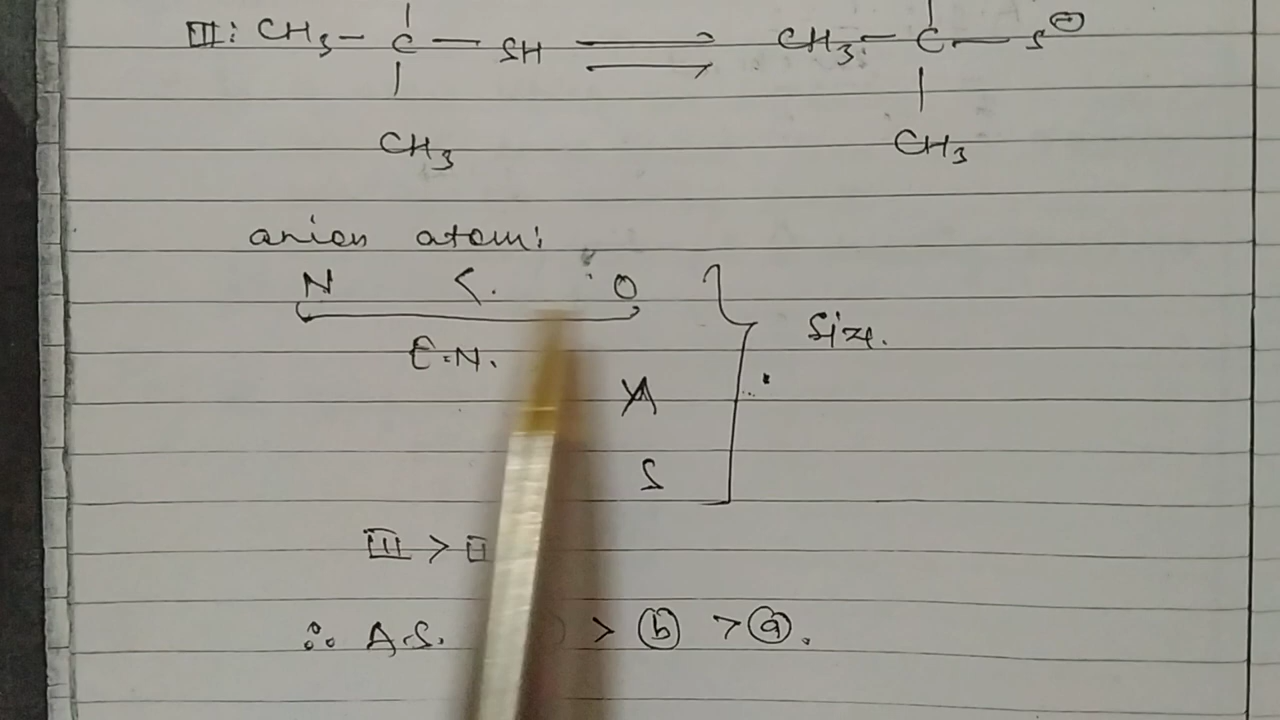 III: CH3 – C – SH ⇌ CH3 – C – S⊖
CH3 CH3
anion atom:
N < O
Size.
E.N.
S
III > II
∴ A.S. > b > a.